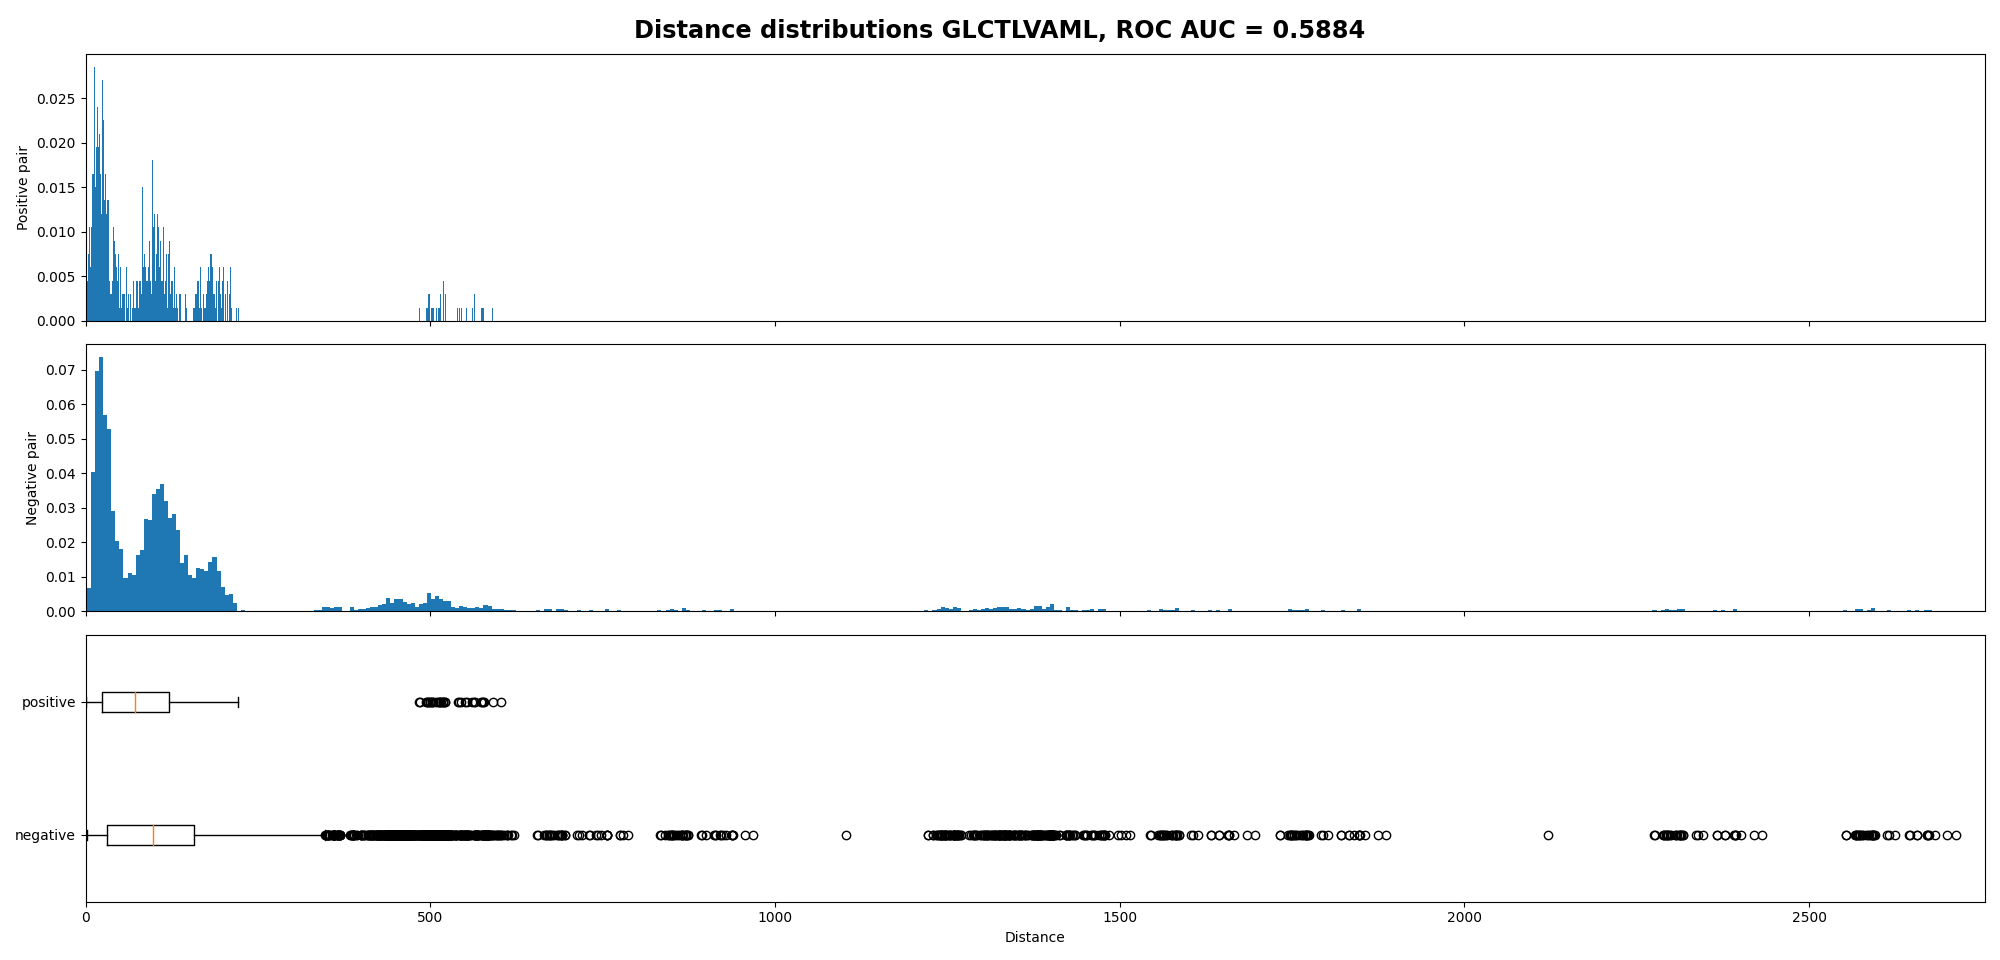 Distance distributions GLCTLVAML, ROC AUC = 0.5884
0.025
0.020
0.015
0.010
0.005
0.000
Positive pair
0.07
0.06
0.05
0.04
0.03
0.02
0.01
0.00
Negative pair
positive
negative
0 500 1000 1500 2000 2500
Distance